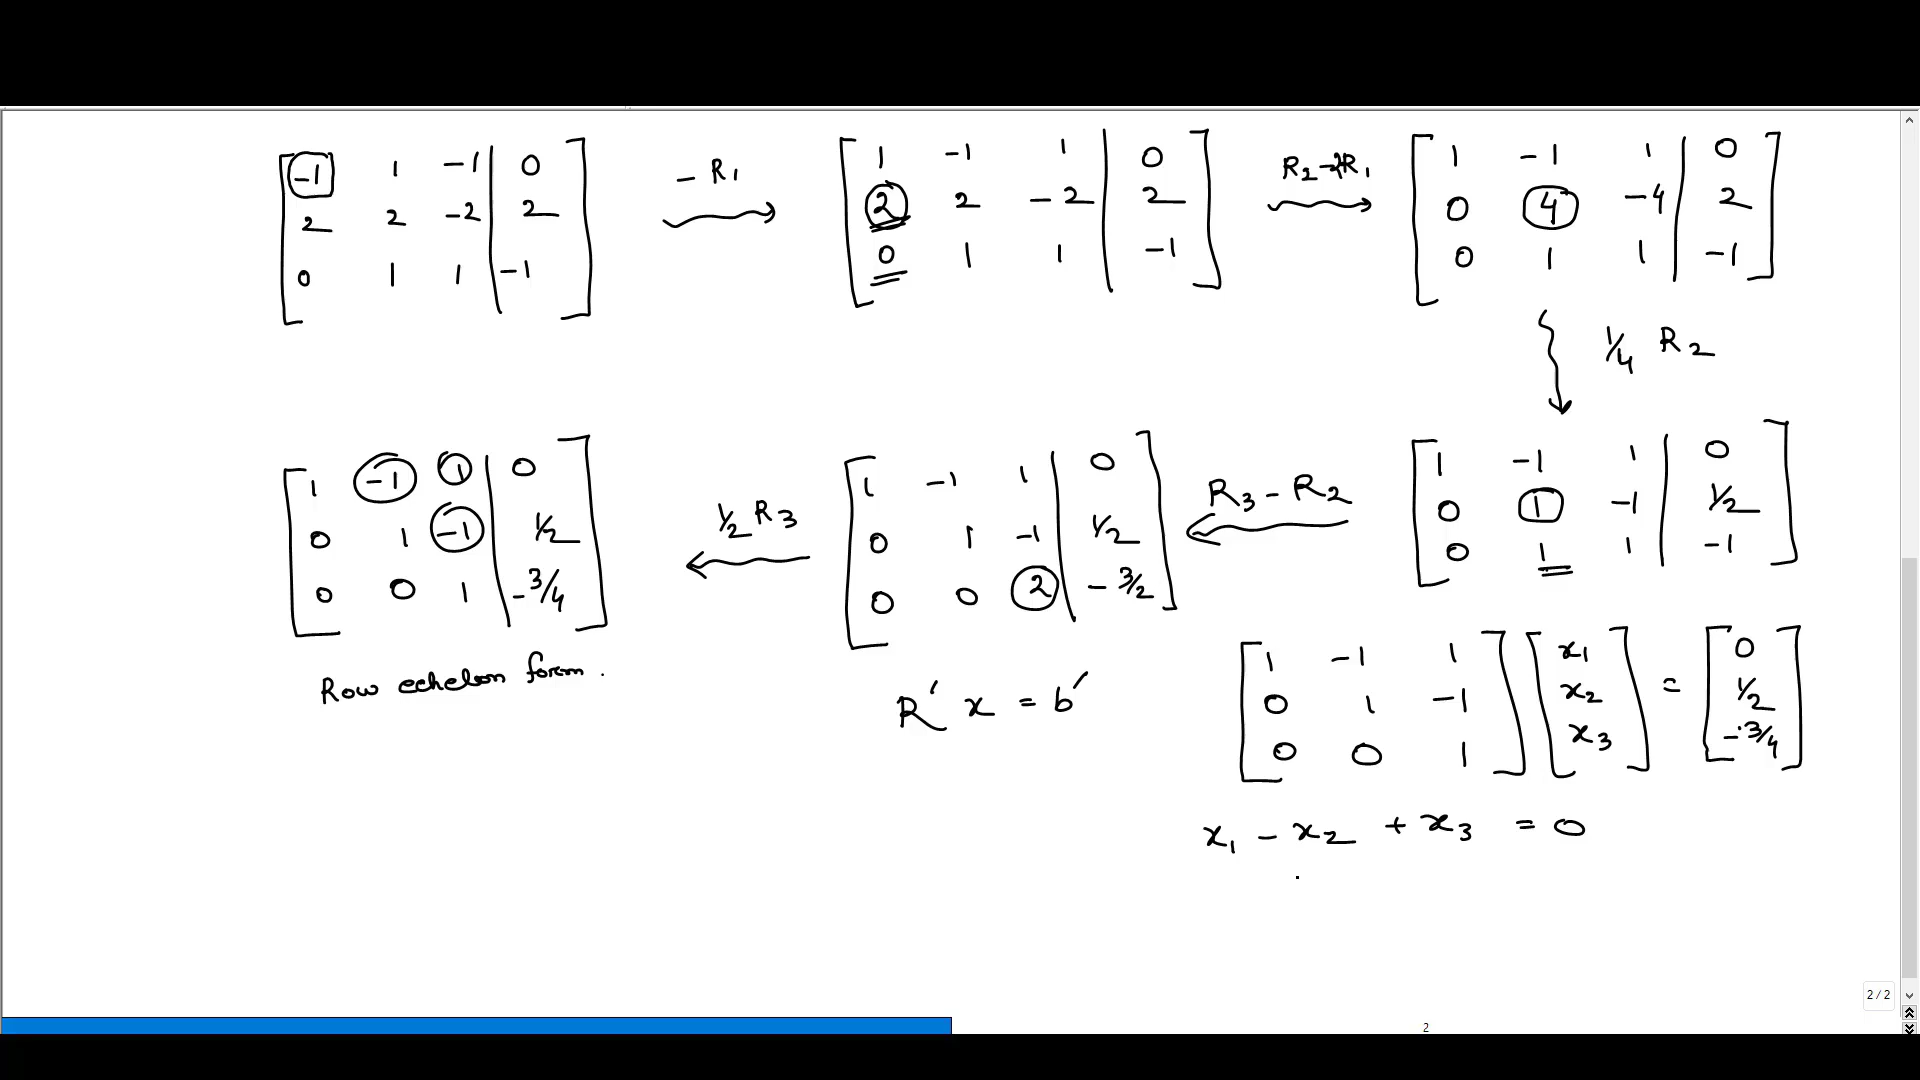 -1 1 -1 | 0
2 2 -2 | 2
0 1 1 | -1
- R1
1 -1 1 | 0
2 2 -2 | 2
0 1 1 | -1
R2-2R1
1 -1 1 | 0
0 4 -4 | 2
0 1 1 | -1
1/4 R2
1 -1 1 | 0
0 1 -1 | 1/2
0 1 1 | -1
R3 - R2
1 -1 1 | 0
0 1 -1 | 1/2
0 0 2 | -3/2
1/2 R3
1 -1 1 | 0
0 1 -1 | 1/2
0 0 1 | -3/4
Row echelon form.
R' x = b'
1 -1 1 x1 0
0 1 -1 x2 = 1/2
0 0 1 x3 -3/4
x1 - x2 + x3 = 0
2 / 2
2